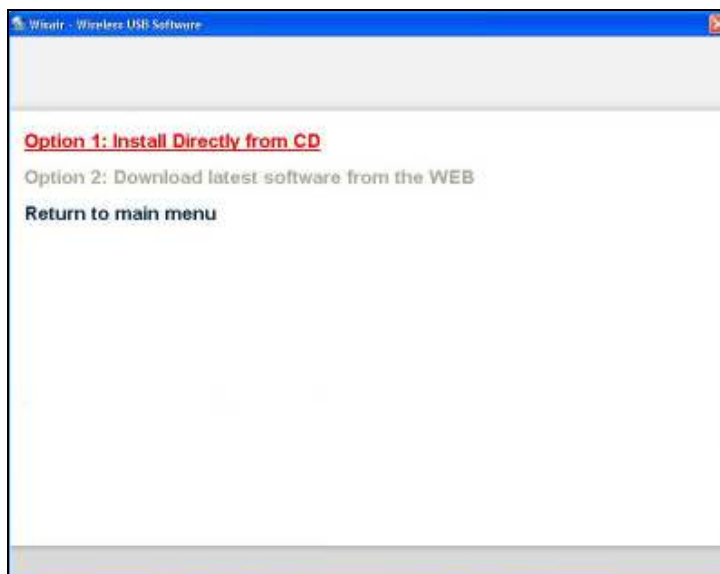 Wisair - Wireless USB Software
Option 1: Install Directly from CD
Option 2: Download latest software from the WEB
Return to main menu